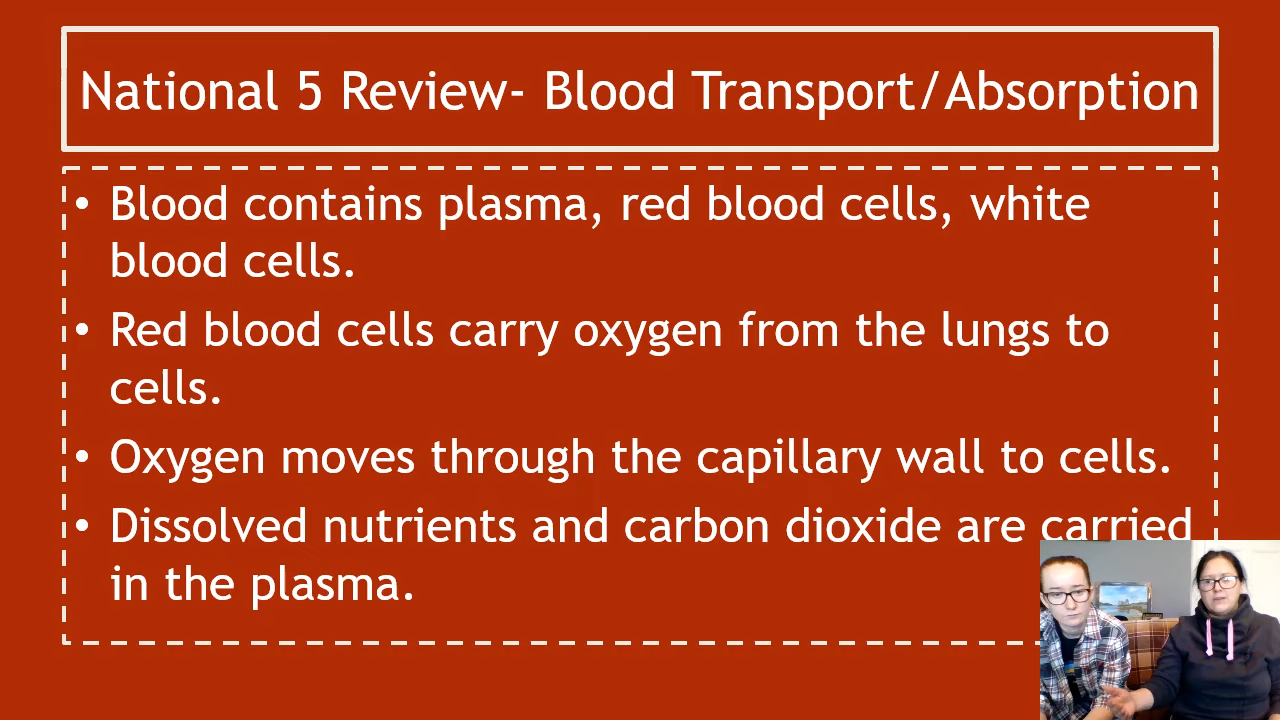 National 5 Review- Blood Transport/Absorption
• Blood contains plasma, red blood cells, white
blood cells.
• Red blood cells carry oxygen from the lungs to
cells.
• Oxygen moves through the capillary wall to cells.
• Dissolved nutrients and carbon dioxide are carried
in the plasma.